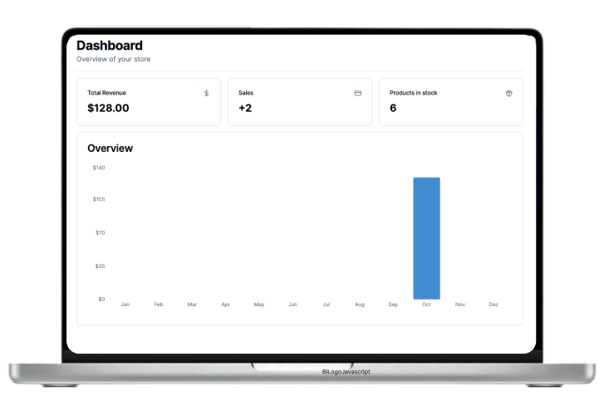 Dashboard
Overview of your store
Total Revenue
$128.00
Sales
+2
Products in stock
6
Overview
$140
$105
$70
$35
$0
Jan Feb Mar Apr May Jun Jul Aug Sep Oct Nov Dec
BiLogoJavascript